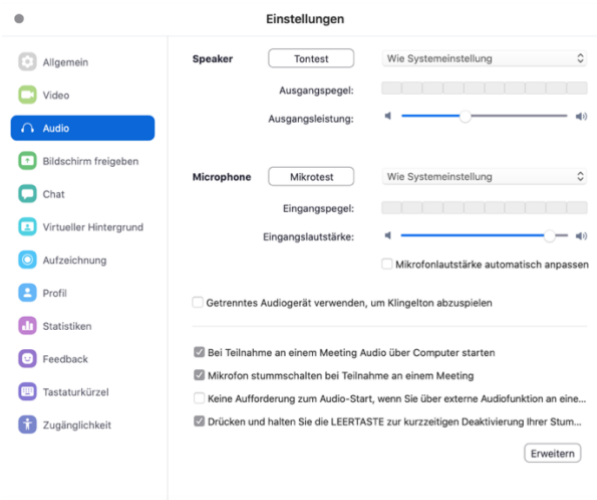 Einstellungen
Allgemein
Video
Audio
Bildschirm freigeben
Chat
Virtueller Hintergrund
Aufzeichnung
Profil
Statistiken
Feedback
Tastaturkürzel
Zugänglichkeit
Speaker Tontest Wie Systemeinstellung
Ausgangspegel:
Ausgangsleistung:
Microphone Mikrotest Wie Systemeinstellung
Eingangspegel:
Eingangslautstärke:
Mikrofonlautstärke automatisch anpassen
Getrenntes Audiogerät verwenden, um Klingelton abzuspielen
Bei Teilnahme an einem Meeting Audio über Computer starten
Mikrofon stummschalten bei Teilnahme an einem Meeting
Keine Aufforderung zum Audio-Start, wenn Sie über externe Audiofunktion an eine...
Drücken und halten Sie die LEERTASTE zur kurzzeitigen Deaktivierung Ihrer Stum...
Erweitern